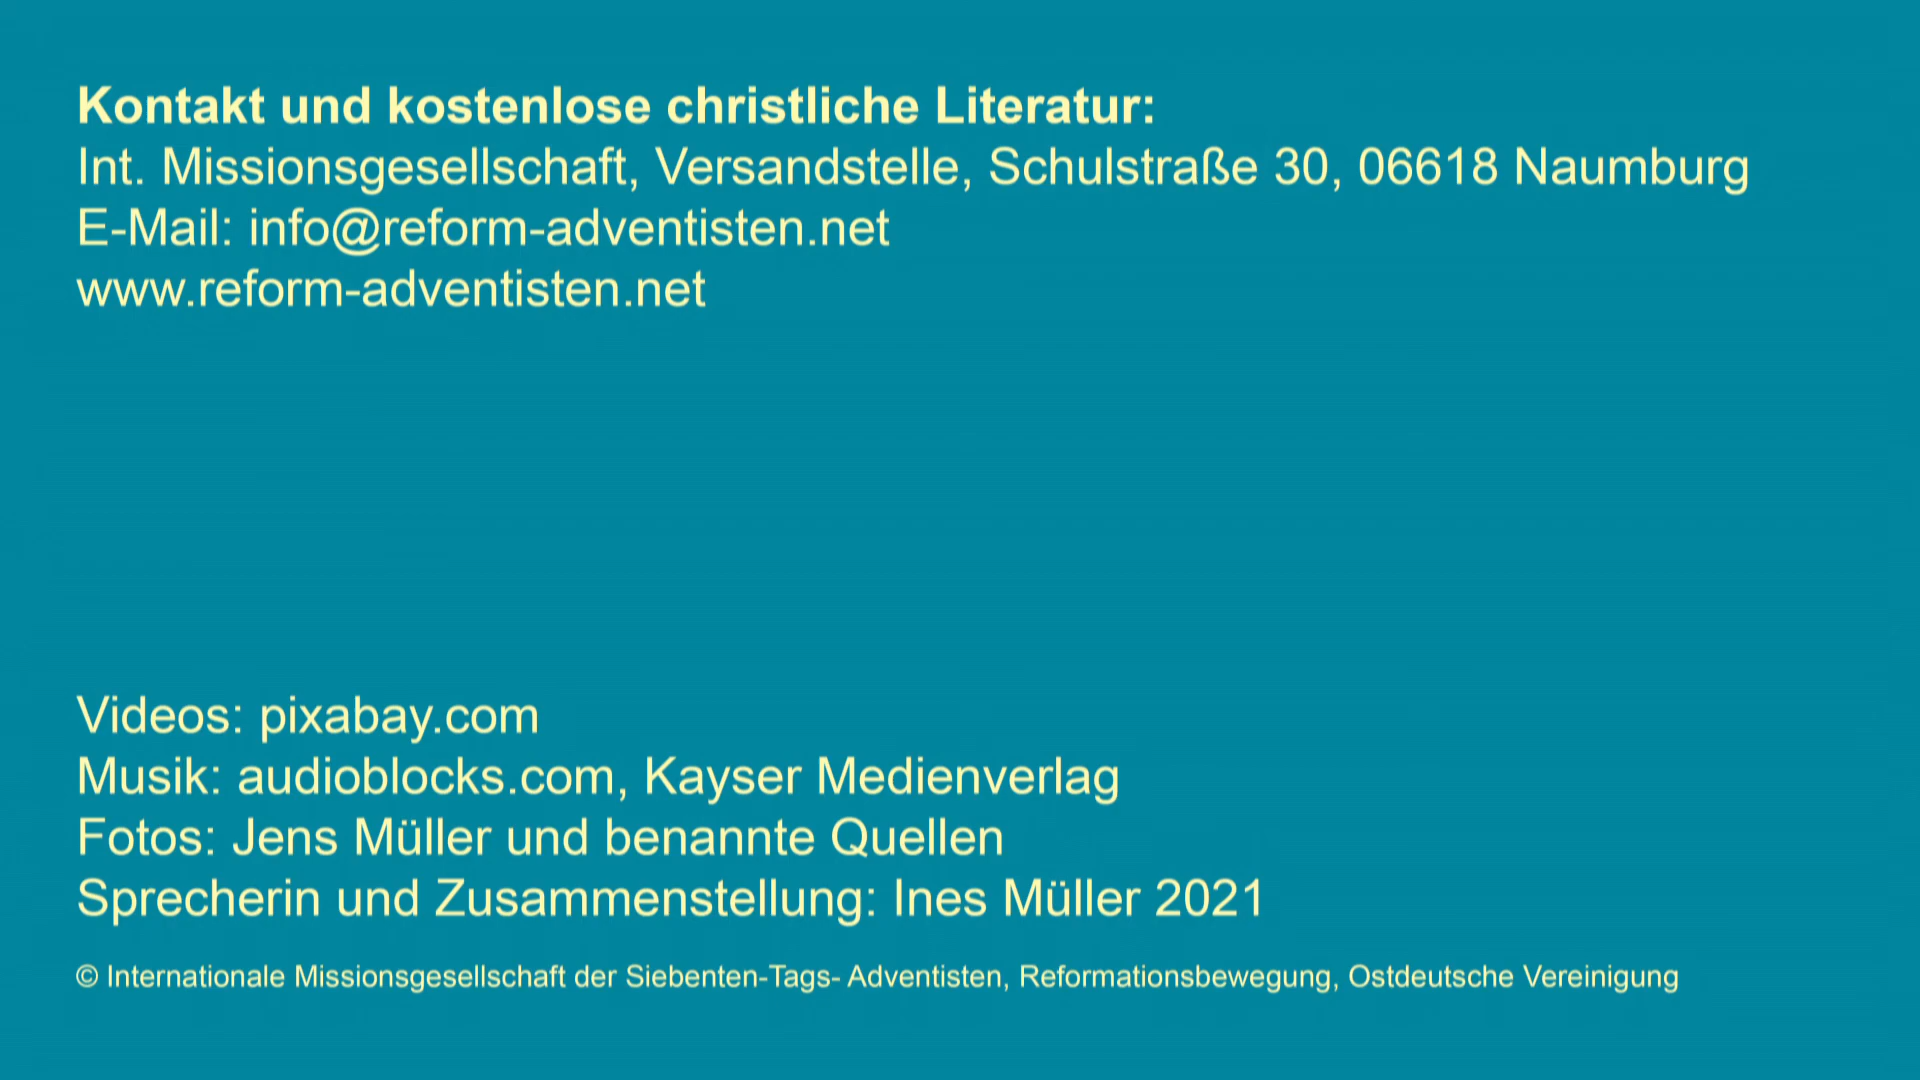 Kontakt und kostenlose christliche Literatur:
Int. Missionsgesellschaft, Versandstelle, Schulstraße 30, 06618 Naumburg
E-Mail: info@reform-adventisten.net
www.reform-adventisten.net
Videos: pixabay.com
Musik: audioblocks.com, Kayser Medienverlag
Fotos: Jens Müller und benannte Quellen
Sprecherin und Zusammenstellung: Ines Müller 2021
© Internationale Missionsgesellschaft der Siebenten-Tags- Adventisten, Reformationsbewegung, Ostdeutsche Vereinigung